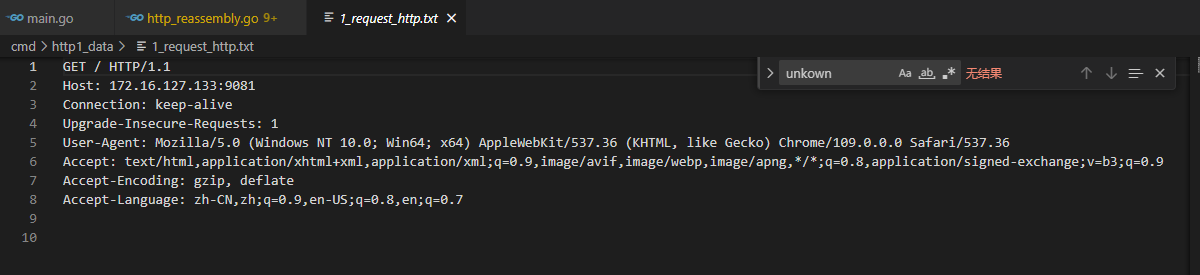 main.go
http_reassembly.go 9+
1_request_http.txt
cmd > http1_data > 1_request_http.txt
unkown Aa ab .* 无结果
1 GET / HTTP/1.1
2 Host: 172.16.127.133:9081
3 Connection: keep-alive
4 Upgrade-Insecure-Requests: 1
5 User-Agent: Mozilla/5.0 (Windows NT 10.0; Win64; x64) AppleWebKit/537.36 (KHTML, like Gecko) Chrome/109.0.0.0 Safari/537.36
6 Accept: text/html,application/xhtml+xml,application/xml;q=0.9,image/avif,image/webp,image/apng,*/*;q=0.8,application/signed-exchange;v=b3;q=0.9
7 Accept-Encoding: gzip, deflate
8 Accept-Language: zh-CN,zh;q=0.9,en-US;q=0.8,en;q=0.7
9
10